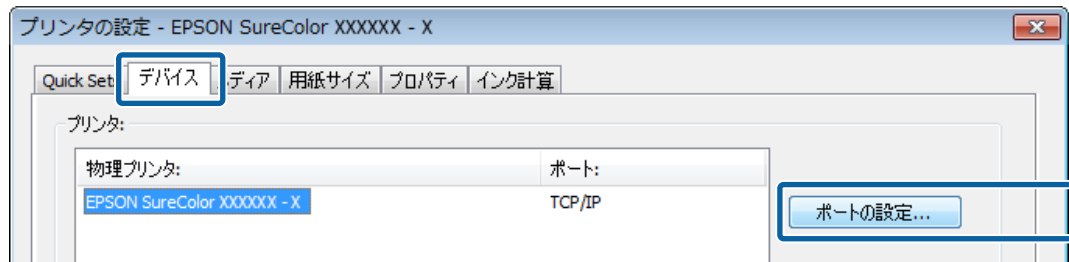 プリンタの設定 - EPSON SureColor XXXXXX - X
Quick Set デバイス ディア 用紙サイズ プロパティ インク計算
プリンタ:
物理プリンタ: ポート:
EPSON SureColor XXXXXX - X TCP/IP
ポートの設定...